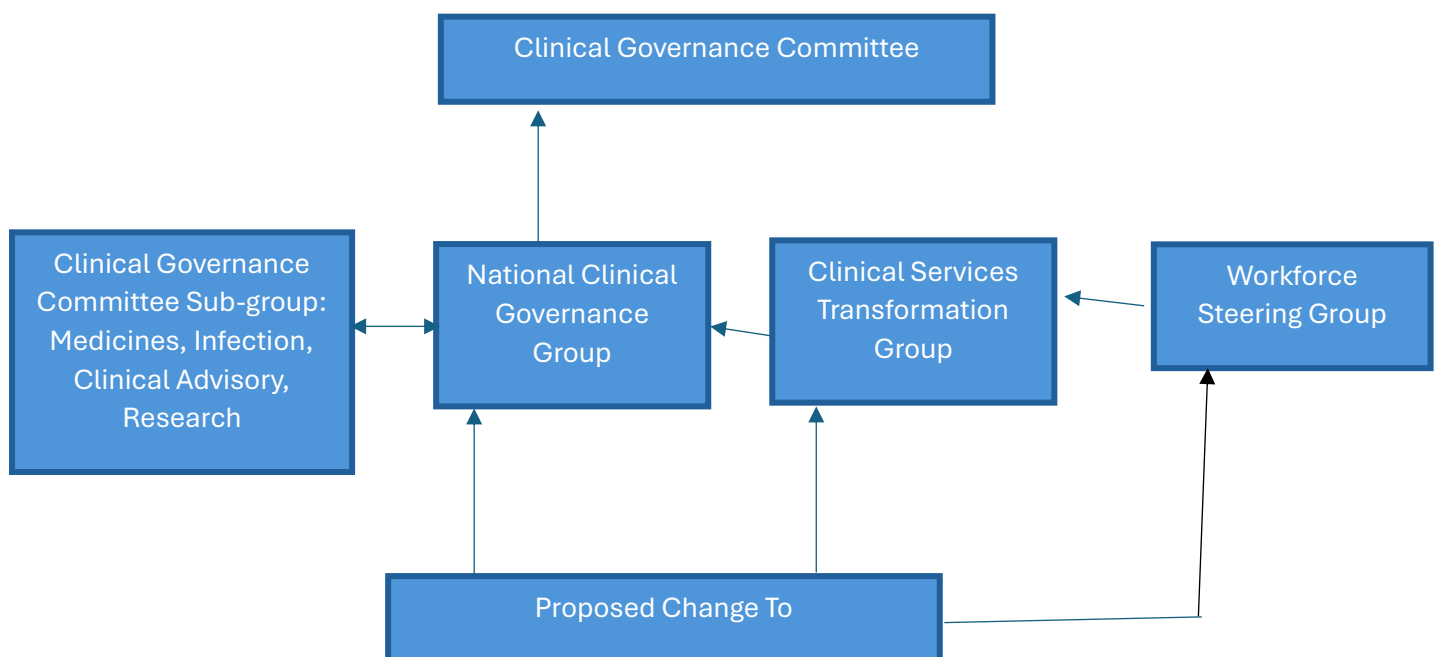 Clinical Governance Committee
Clinical Governance
Committee Sub-group:
Medicines, Infection,
Clinical Advisory,
Research
National Clinical
Governance
Group
Clinical Services
Transformation
Group
Workforce
Steering Group
Proposed Change To